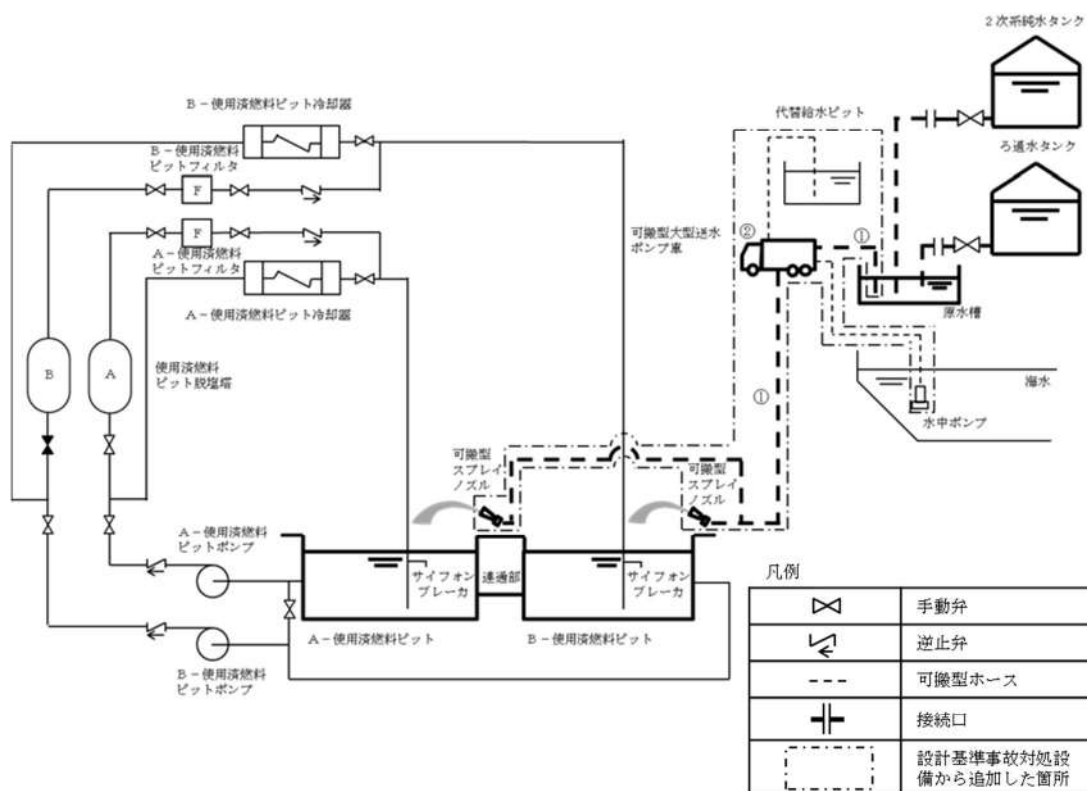 2次系純水タンク
B－使用済燃料ピット冷却器
代替給水ピット
B－使用済燃料
ピットフィルタ
ろ過水タンク
F
F
A－使用済燃料
ピットフィルタ
可搬型大型送水
ポンプ車
②
①
A－使用済燃料ピット冷却器
原水槽
B
A
使用済燃料
ピット脱塩塔
海水
①
水中ポンプ
可搬型
スプレイ
ノズル
可搬型
スプレイ
ノズル
A－使用済燃料
ピットポンプ
サイフォン
ブレーカ
連通部
サイフォン
ブレーカ
A－使用済燃料ピット
B－使用済燃料ピット
B－使用済燃料
ピットポンプ
凡例
手動弁
逆止弁
可搬型ホース
接続口
設計基準事故対処設
備から追加した箇所